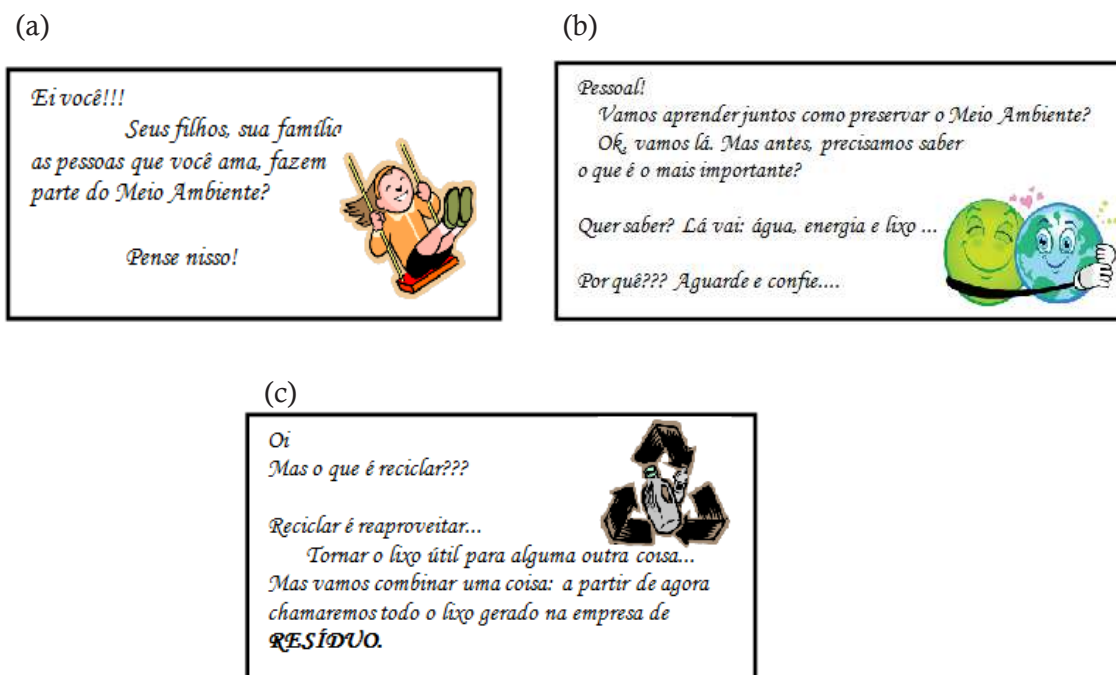 (a)
Ei você!!!
Seus filhos, sua família
as pessoas que você ama, fazem
parte do Meio Ambiente?
Pense nisso!
(b)
Pessoal!
Vamos aprender juntos como preservar o Meio Ambiente?
Ok, vamos lá. Mas antes, precisamos saber
o que é o mais importante?
Quer saber? Lá vai: água, energia e lixo ...
Por quê??? Aguarde e confie....
(c)
Oi
Mas o que é reciclar???
Reciclar é reaproveitar...
Tornar o lixo útil para alguma outra coisa...
Mas vamos combinar uma coisa: a partir de agora
chamaremos todo o lixo gerado na empresa de
RESÍDUO.